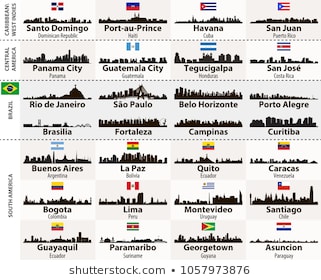 CARIBBEAN/
WEST INDIES
Santo Domingo
Dominican Republic
Port-au-Prince
Haiti
Havana
Cuba
San Juan
Puerto Rico
CENTRAL
AMERICA
Panama City
Panama
Guatemala City
Guatemala
Tegucigalpa
Honduras
San José
Costa Rica
BRAZIL
Rio de Janeiro
São Paulo
Belo Horizonte
Porto Alegre
Brasilia
Fortaleza
Campinas
Curitiba
SOUTH AMERICA
Buenos Aires
Argentina
La Paz
Bolivia
Quito
Ecuador
Caracas
Venezuela
Bogota
Colombia
Lima
Peru
Montevideo
Uruguay
Santiago
Chile
Guayaquil
Ecuador
Paramaribo
Suriname
Georgetown
Guyana
Asuncion
Paraguay
shutterstock.com • 1057973876